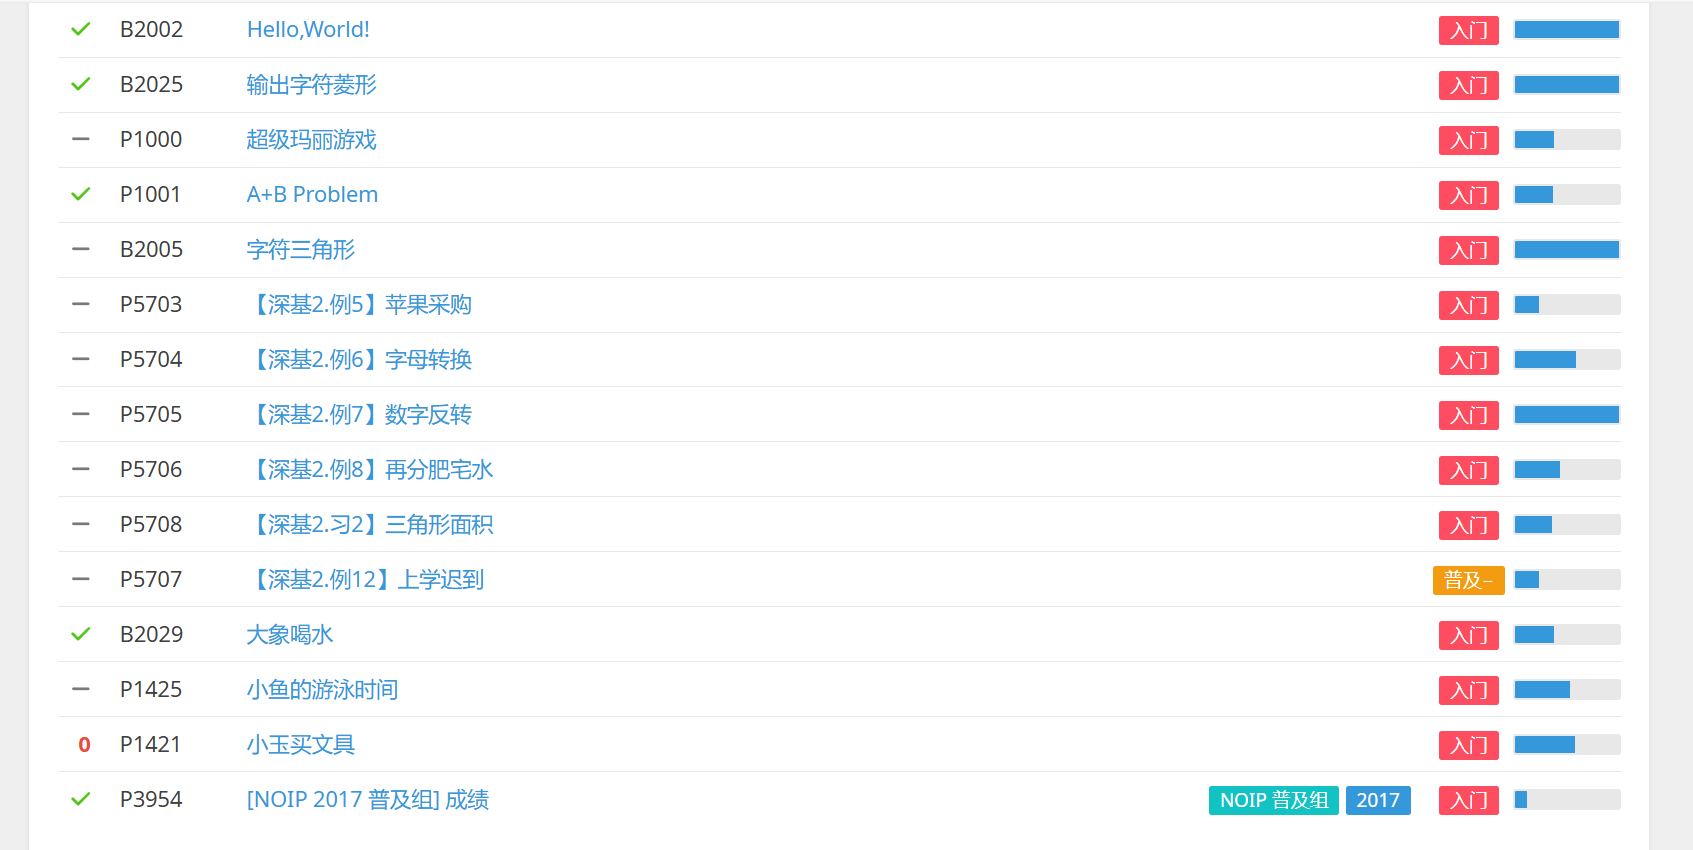 B2002 Hello,World! 入门
B2025 输出字符菱形 入门
P1000 超级玛丽游戏 入门
P1001 A+B Problem 入门
B2005 字符三角形 入门
P5703 【深基2.例5】苹果采购 入门
P5704 【深基2.例6】字母转换 入门
P5705 【深基2.例7】数字反转 入门
P5706 【深基2.例8】再分肥宅水 入门
P5708 【深基2.习2】三角形面积 入门
P5707 【深基2.例12】上学迟到 普及−
B2029 大象喝水 入门
P1425 小鱼的游泳时间 入门
0 P1421 小玉买文具 入门
P3954 [NOIP 2017 普及组] 成绩 NOIP 普及组 2017 入门